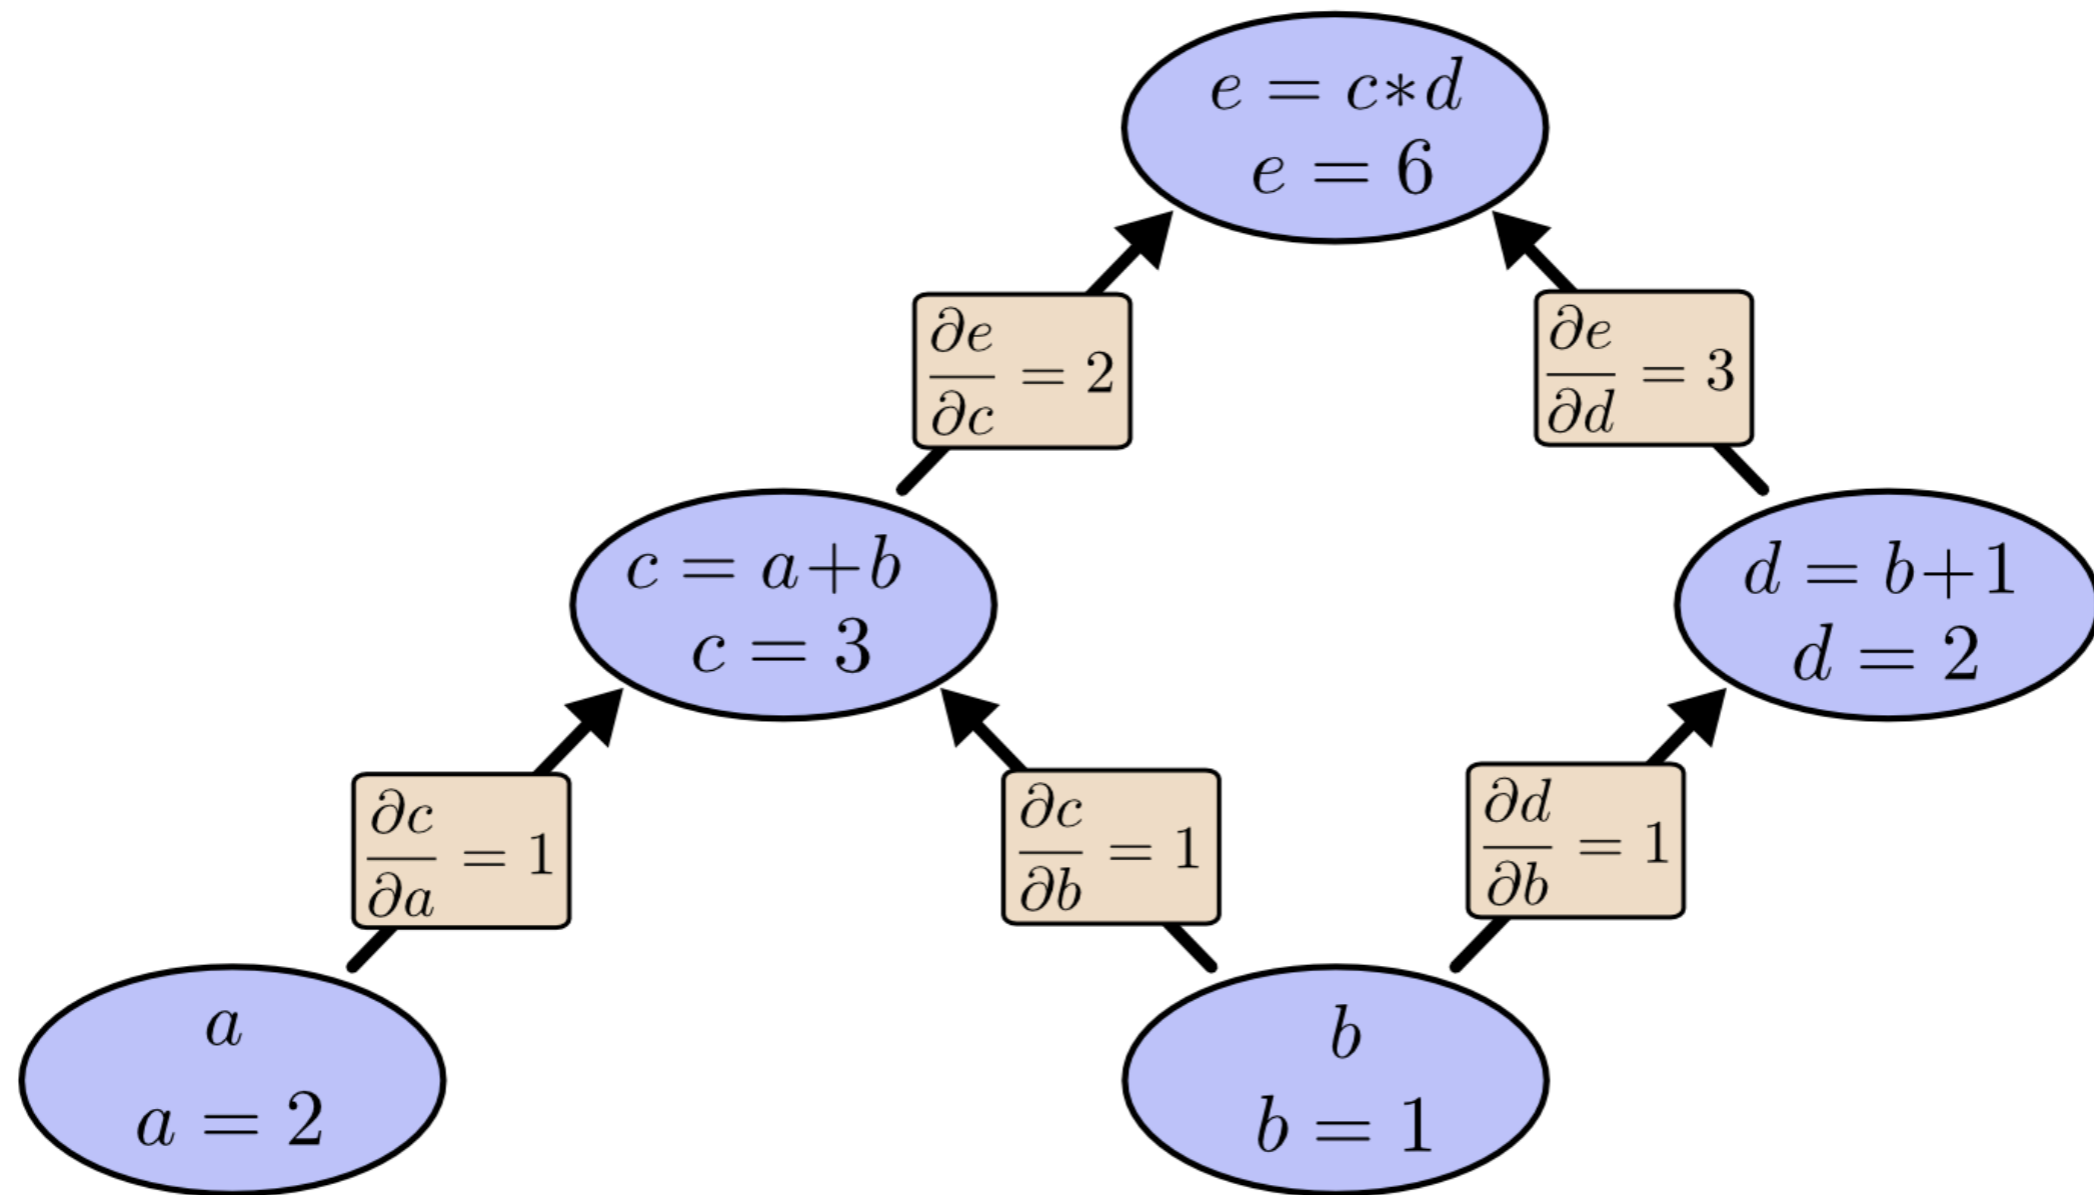 e = c*d
e = 6
∂e/∂c = 2
∂e/∂d = 3
c = a+b
c = 3
d = b+1
d = 2
∂c/∂a = 1
∂c/∂b = 1
∂d/∂b = 1
a
a = 2
b
b = 1